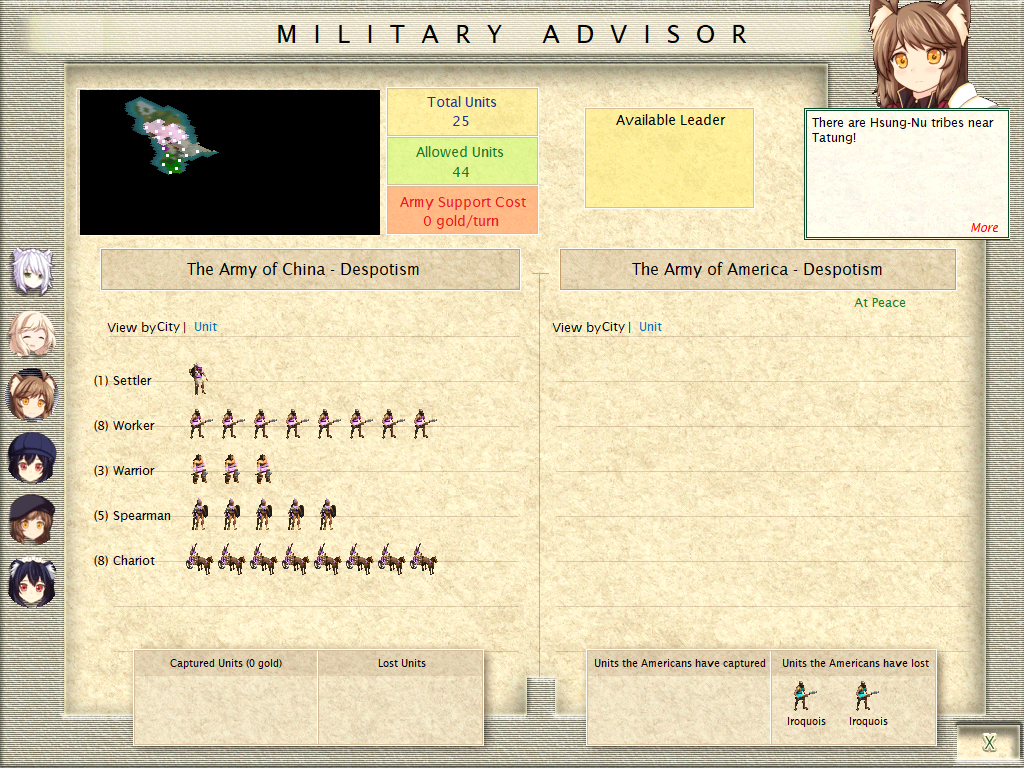 MILITARY ADVISOR
Total Units
25
Allowed Units
44
Army Support Cost
0 gold/turn
Available Leader
There are Hsung-Nu tribes near
Tatung!
More
The Army of China - Despotism
View by City | Unit
(1) Settler
(8) Worker
(3) Warrior
(5) Spearman
(8) Chariot
Captured Units (0 gold)
Lost Units
The Army of America - Despotism
At Peace
View by City | Unit
Units the Americans have captured
Units the Americans have lost
Iroquois
Iroquois
X